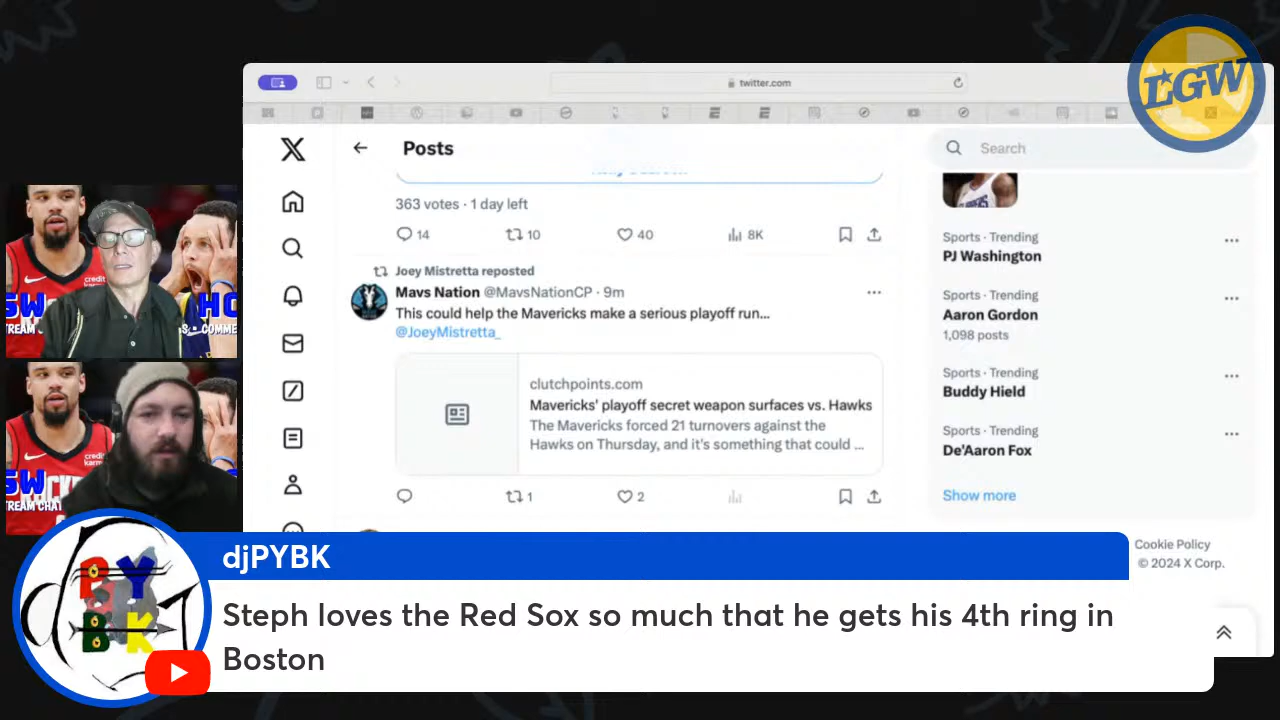 LGW
twitter.com
Posts
Search
363 votes · 1 day left
14
10
40
8K
Joey Mistretta reposted
Mavs Nation @MavsNationCP · 9m
This could help the Mavericks make a serious playoff run...
@JoeyMistretta_
clutchpoints.com
Mavericks' playoff secret weapon surfaces vs. Hawks
The Mavericks forced 21 turnovers against the
Hawks on Thursday, and it's something that could ...
1
2
Sports · Trending
PJ Washington
Sports · Trending
Aaron Gordon
1,098 posts
Sports · Trending
Buddy Hield
Sports · Trending
De'Aaron Fox
Show more
Cookie Policy
© 2024 X Corp.
credit
karma
credit
karma
PYBK
djPYBK
Steph loves the Red Sox so much that he gets his 4th ring in
Boston